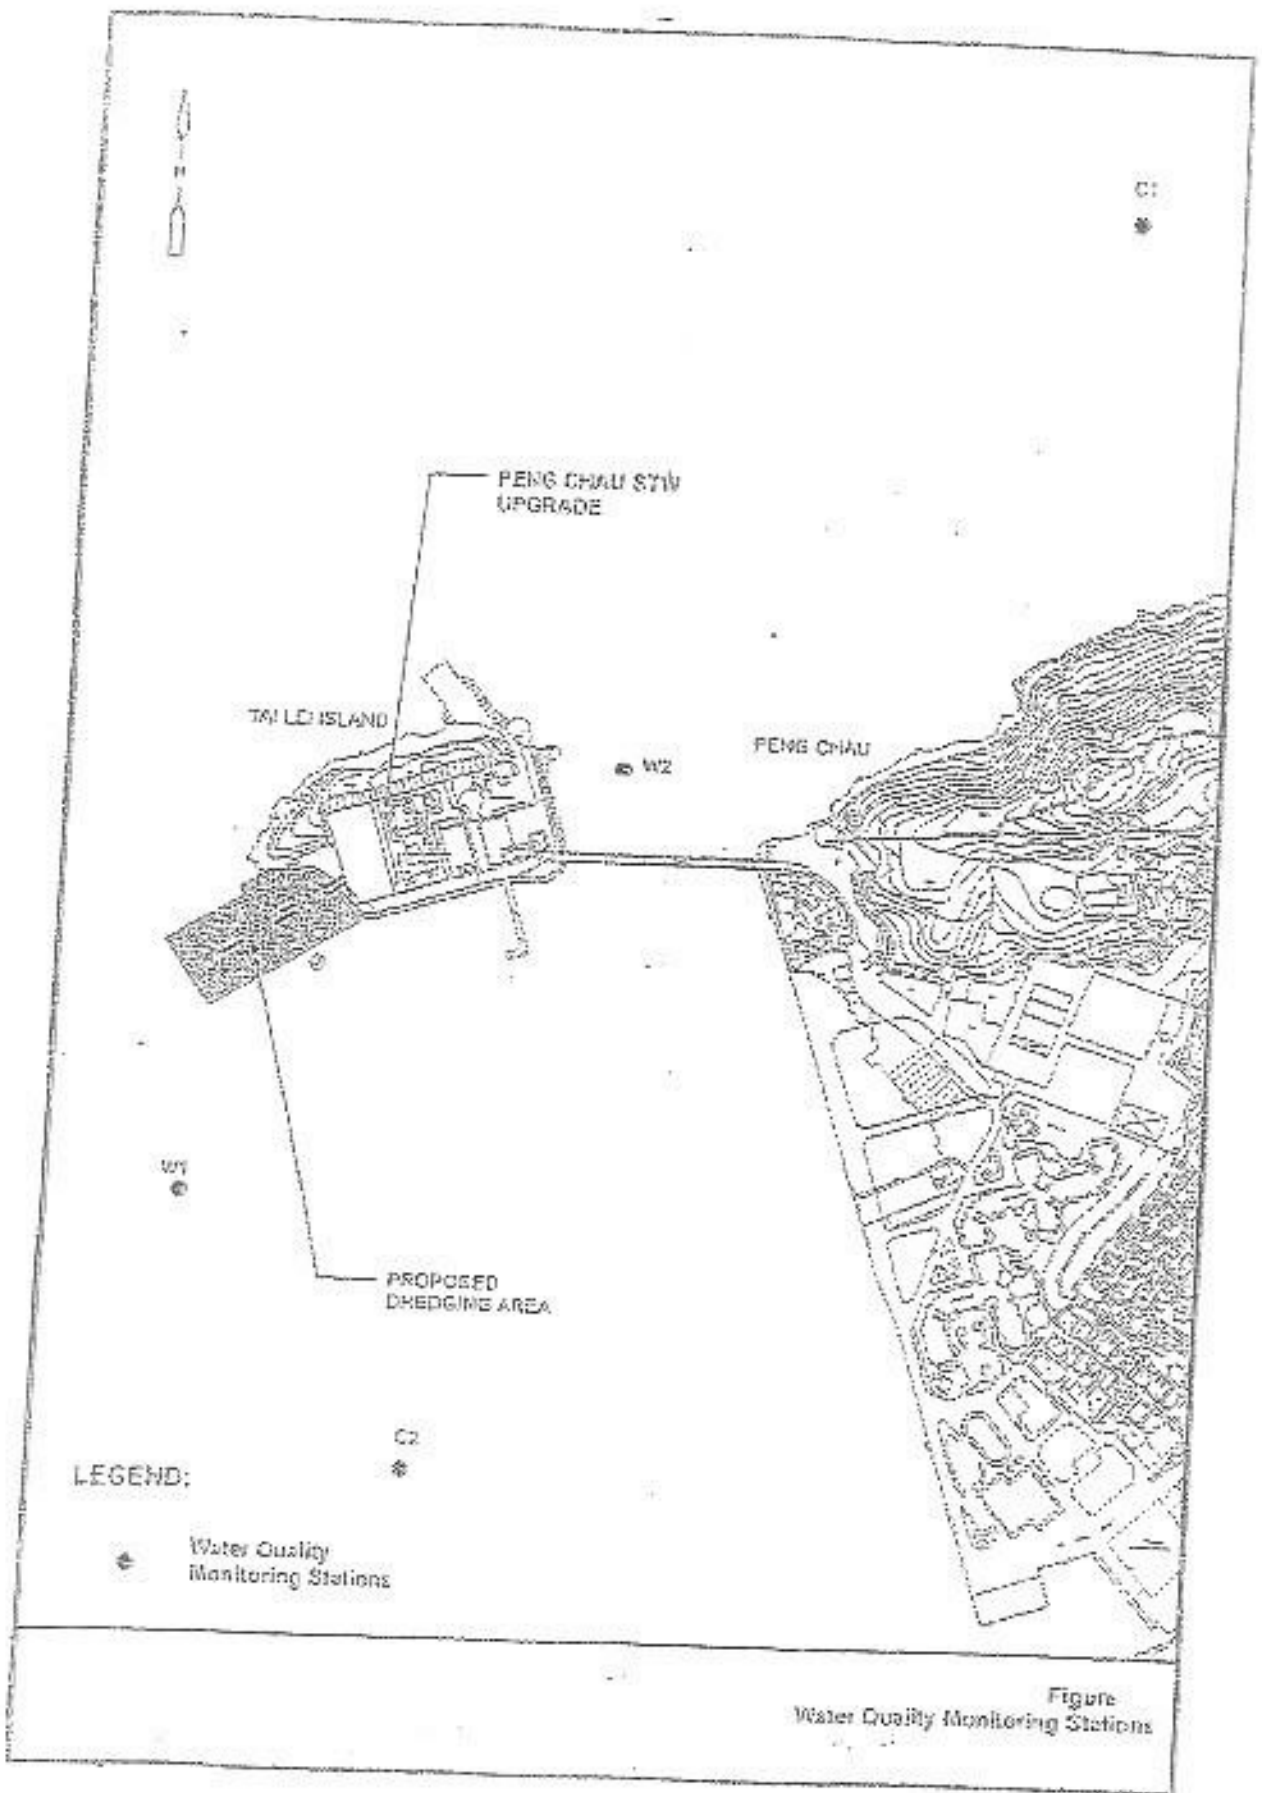 N
C1
PENG CHAU STW
UPGRADE
TAI LEI ISLAND
W2
PENG CHAU
W1
PROPOSED
DREDGING AREA
C2
LEGEND:
Water Quality
Monitoring Stations
Figure
Water Quality Monitoring Stations